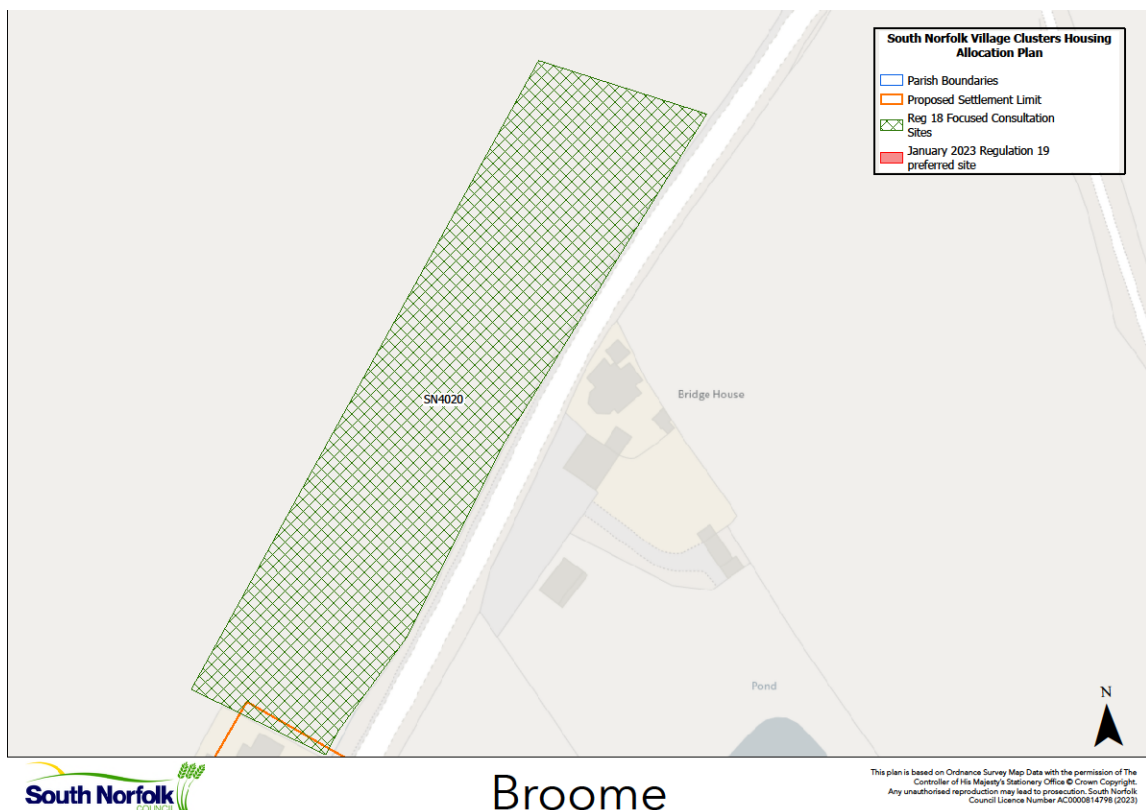 South Norfolk Village Clusters Housing
Allocation Plan
Parish Boundaries
Proposed Settlement Limit
Reg 18 Focused Consultation
Sites
January 2023 Regulation 19
preferred site
SN4020
Bridge House
Pond
N
South Norfolk
COUNCIL
Broome
This plan is based on Ordnance Survey Map Data with the permission of The
Controller of His Majesty's Stationery Office © Crown Copyright.
Any unauthorised reproduction may lead to prosecution. South Norfolk
Council Licence Number AC0000814798 (2023)